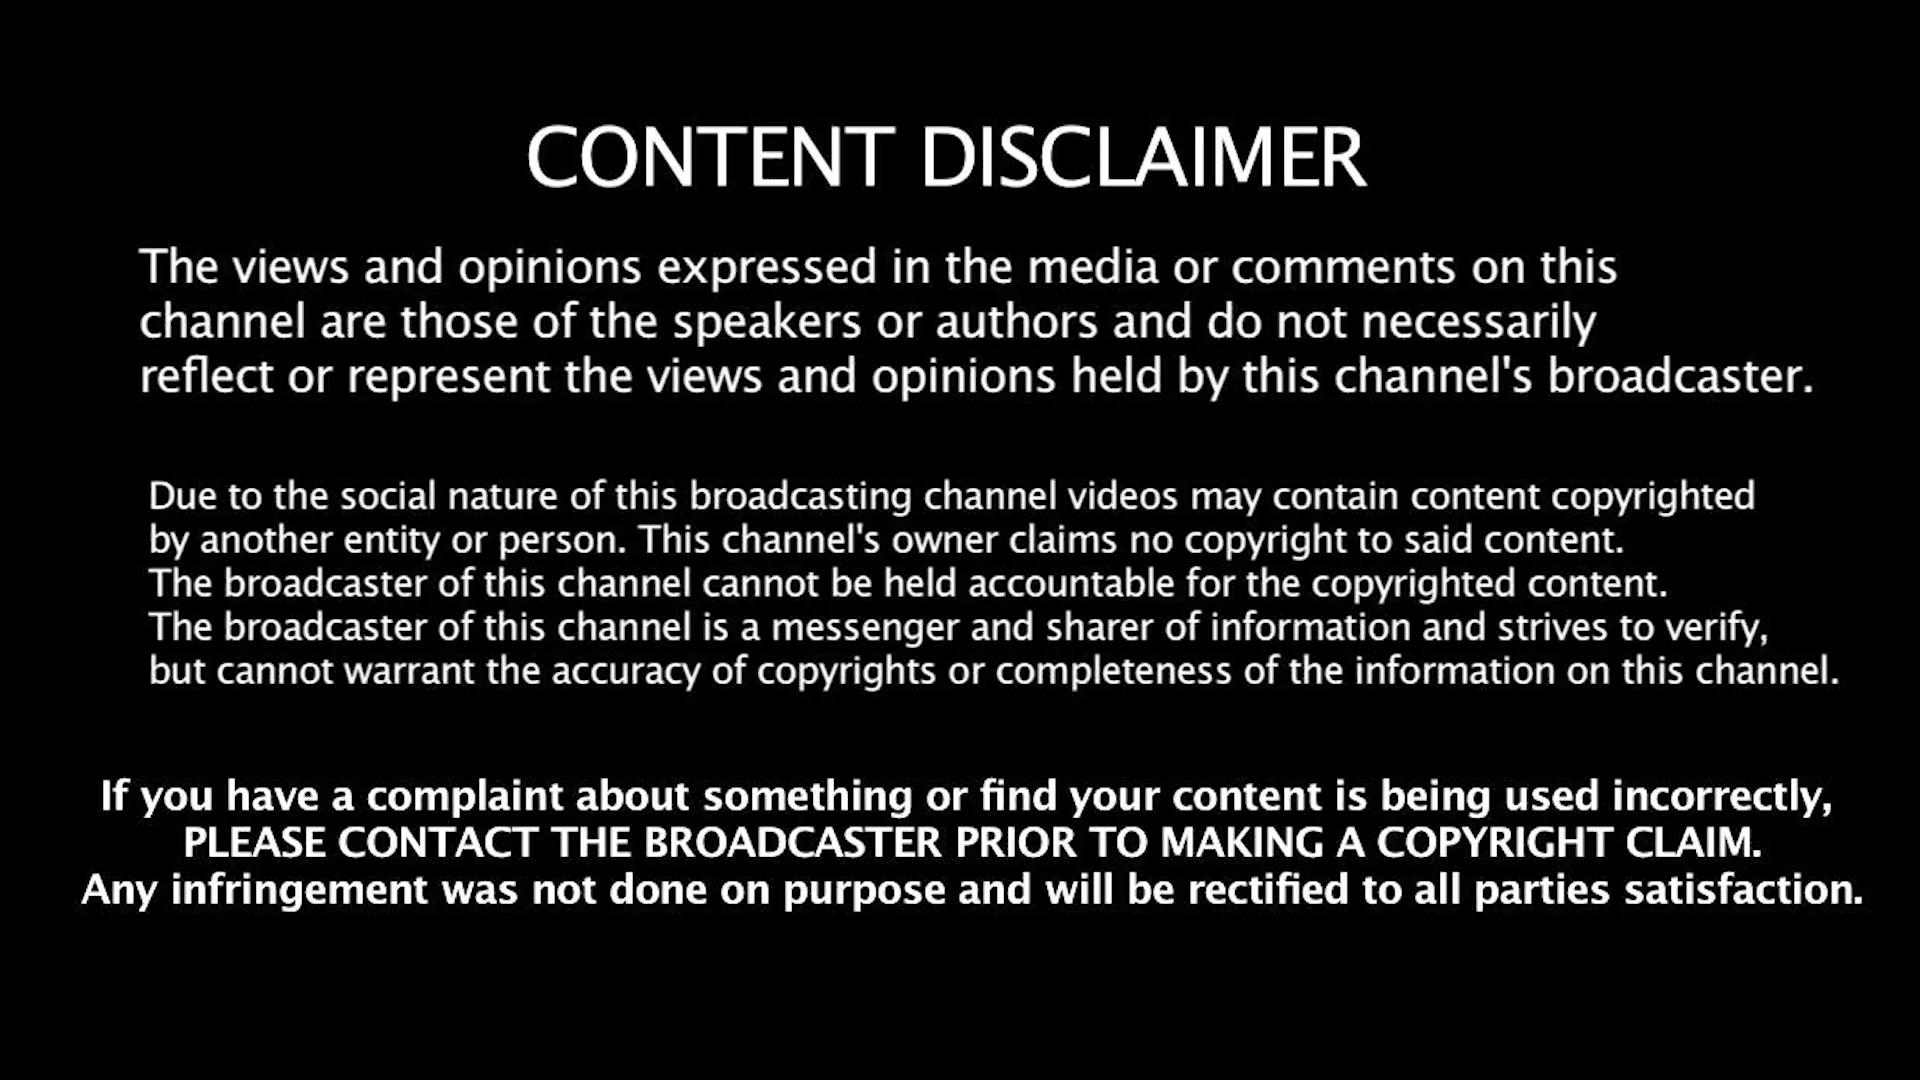 CONTENT DISCLAIMER
The views and opinions expressed in the media or comments on this
channel are those of the speakers or authors and do not necessarily
reflect or represent the views and opinions held by this channel's broadcaster.
Due to the social nature of this broadcasting channel videos may contain content copyrighted
by another entity or person. This channel's owner claims no copyright to said content.
The broadcaster of this channel cannot be held accountable for the copyrighted content.
The broadcaster of this channel is a messenger and sharer of information and strives to verify,
but cannot warrant the accuracy of copyrights or completeness of the information on this channel.
If you have a complaint about something or find your content is being used incorrectly,
PLEASE CONTACT THE BROADCASTER PRIOR TO MAKING A COPYRIGHT CLAIM.
Any infringement was not done on purpose and will be rectified to all parties satisfaction.